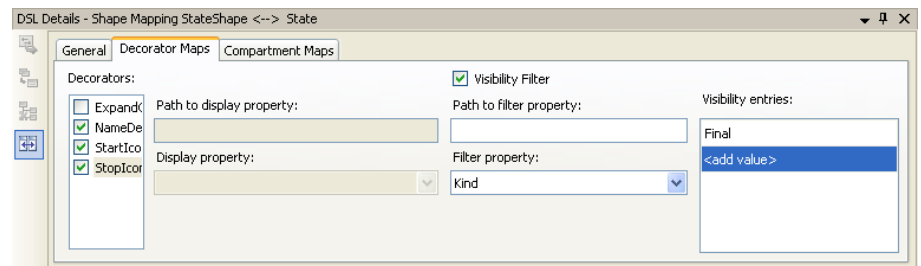 DSL Details - Shape Mapping StateShape <--> State
General Decorator Maps Compartment Maps
Decorators:
Visibility Filter
Expand(
NameDe
StartIco
StopIcor
Path to display property:
Display property:
Path to filter property:
Filter property:
Kind
Visibility entries:
Final
<add value>